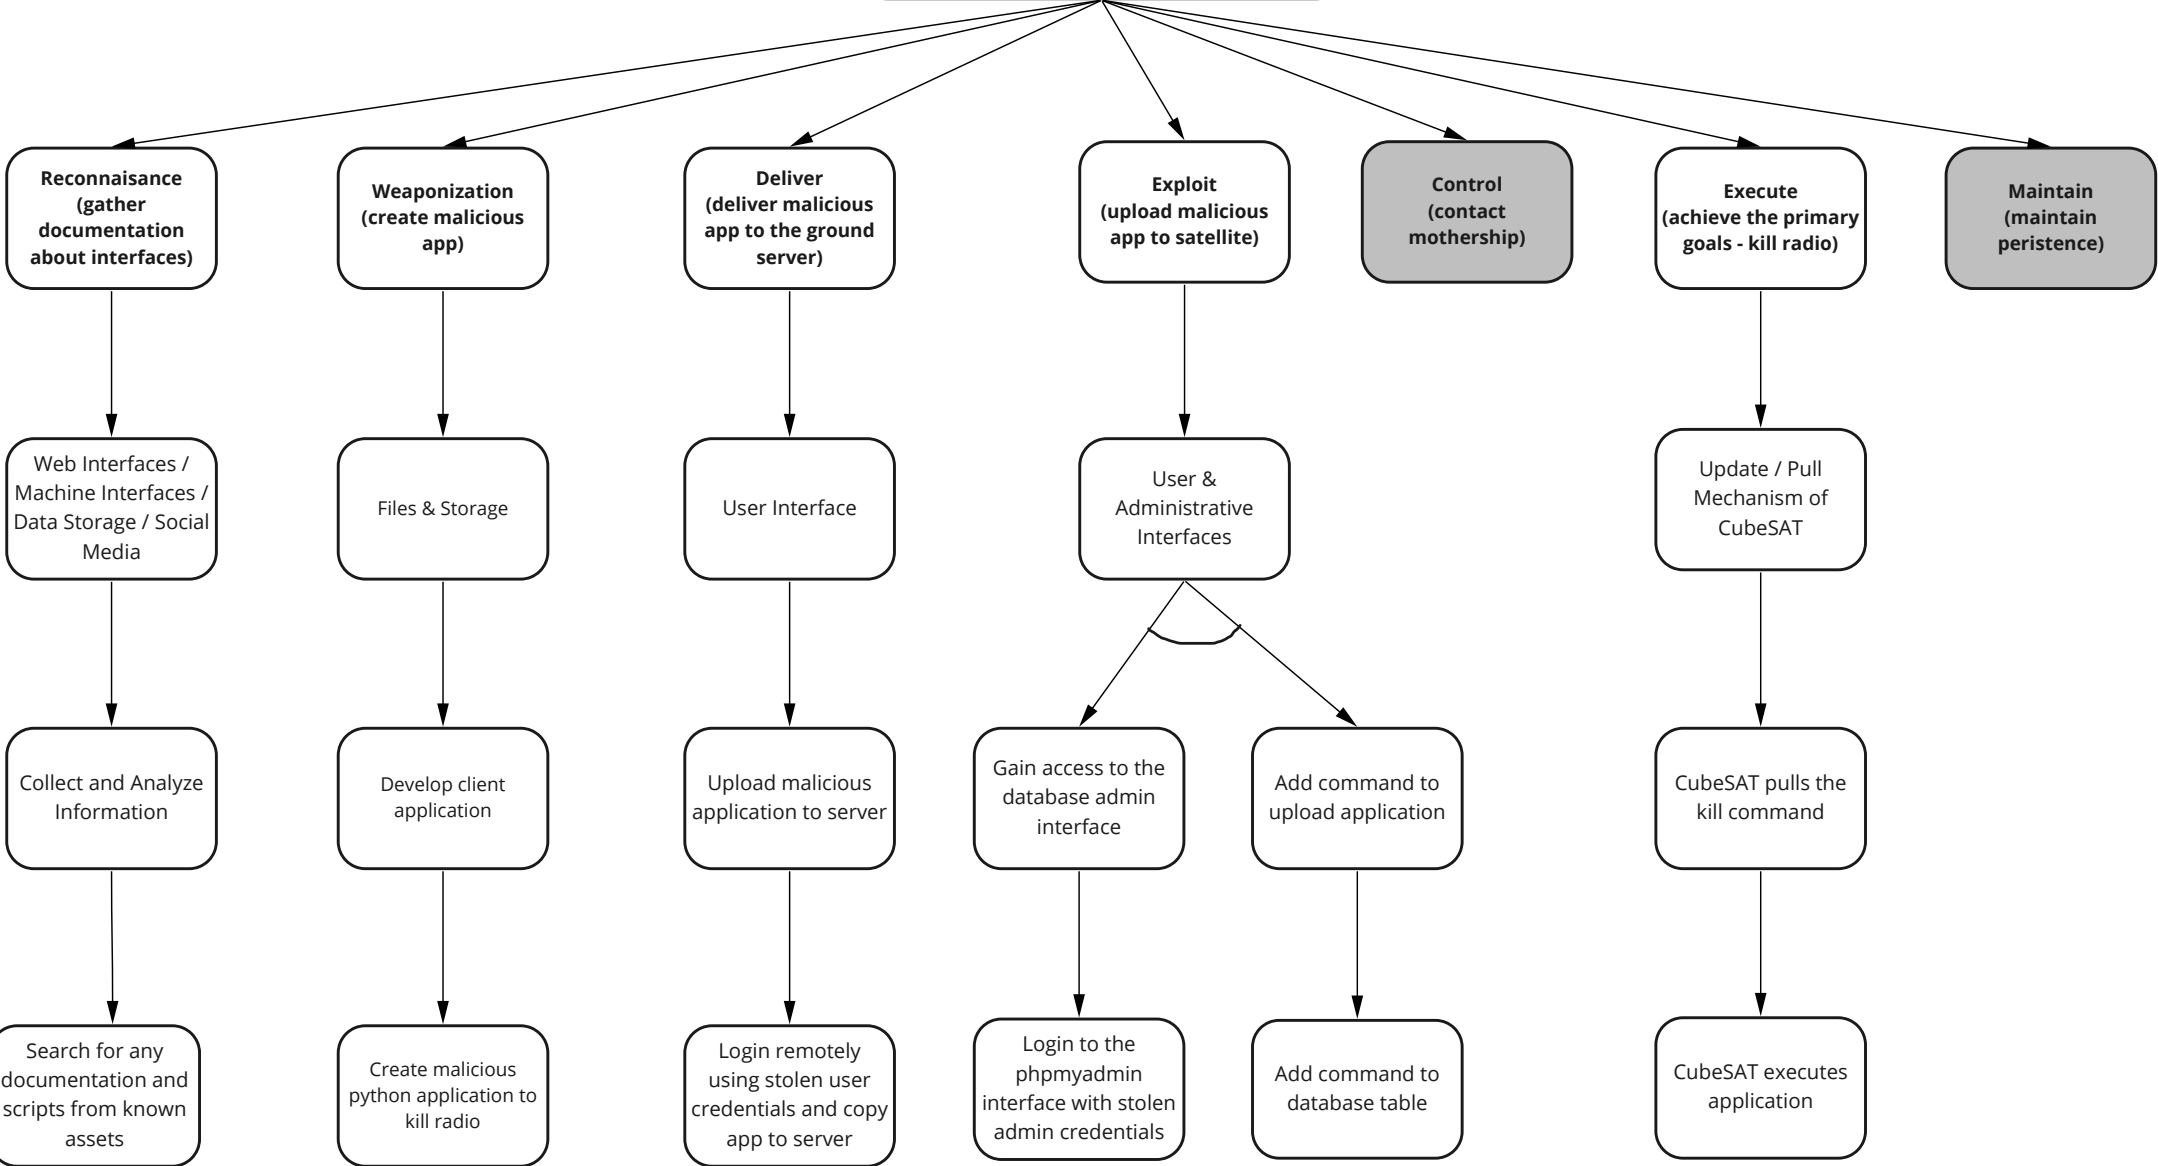 Reconnaisance
(gather
documentation
about interfaces)
Weaponization
(create malicious
app)
Deliver
(deliver malicious
app to the ground
server)
Exploit
(upload malicious
app to satellite)
Control
(contact
mothership)
Execute
(achieve the primary
goals - kill radio)
Maintain
(maintain
peristence)
Web Interfaces /
Machine Interfaces /
Data Storage / Social
Media
Files & Storage
User Interface
User &
Administrative
Interfaces
Update / Pull
Mechanism of
CubeSAT
Collect and Analyze
Information
Develop client
application
Upload malicious
application to server
Gain access to the
database admin
interface
Add command to
upload application
CubeSAT pulls the
kill command
Search for any
documentation and
scripts from known
assets
Create malicious
python application to
kill radio
Login remotely
using stolen user
credentials and copy
app to server
Login to the
phpmyadmin
interface with stolen
admin credentials
Add command to
database table
CubeSAT executes
application